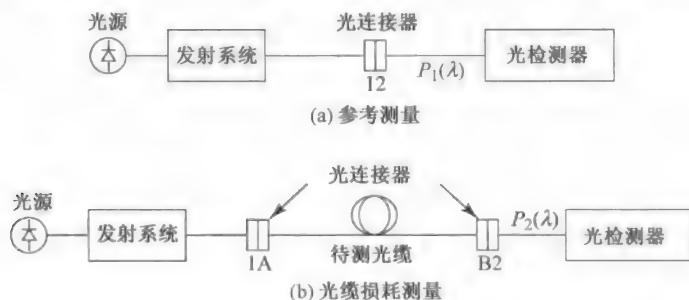 光源
发射系统
光连接器
12
P₁(λ)
光检测器
(a) 参考测量
光源
发射系统
光连接器
1A
待测光缆
B2
P₂(λ)
光检测器
(b) 光缆损耗测量